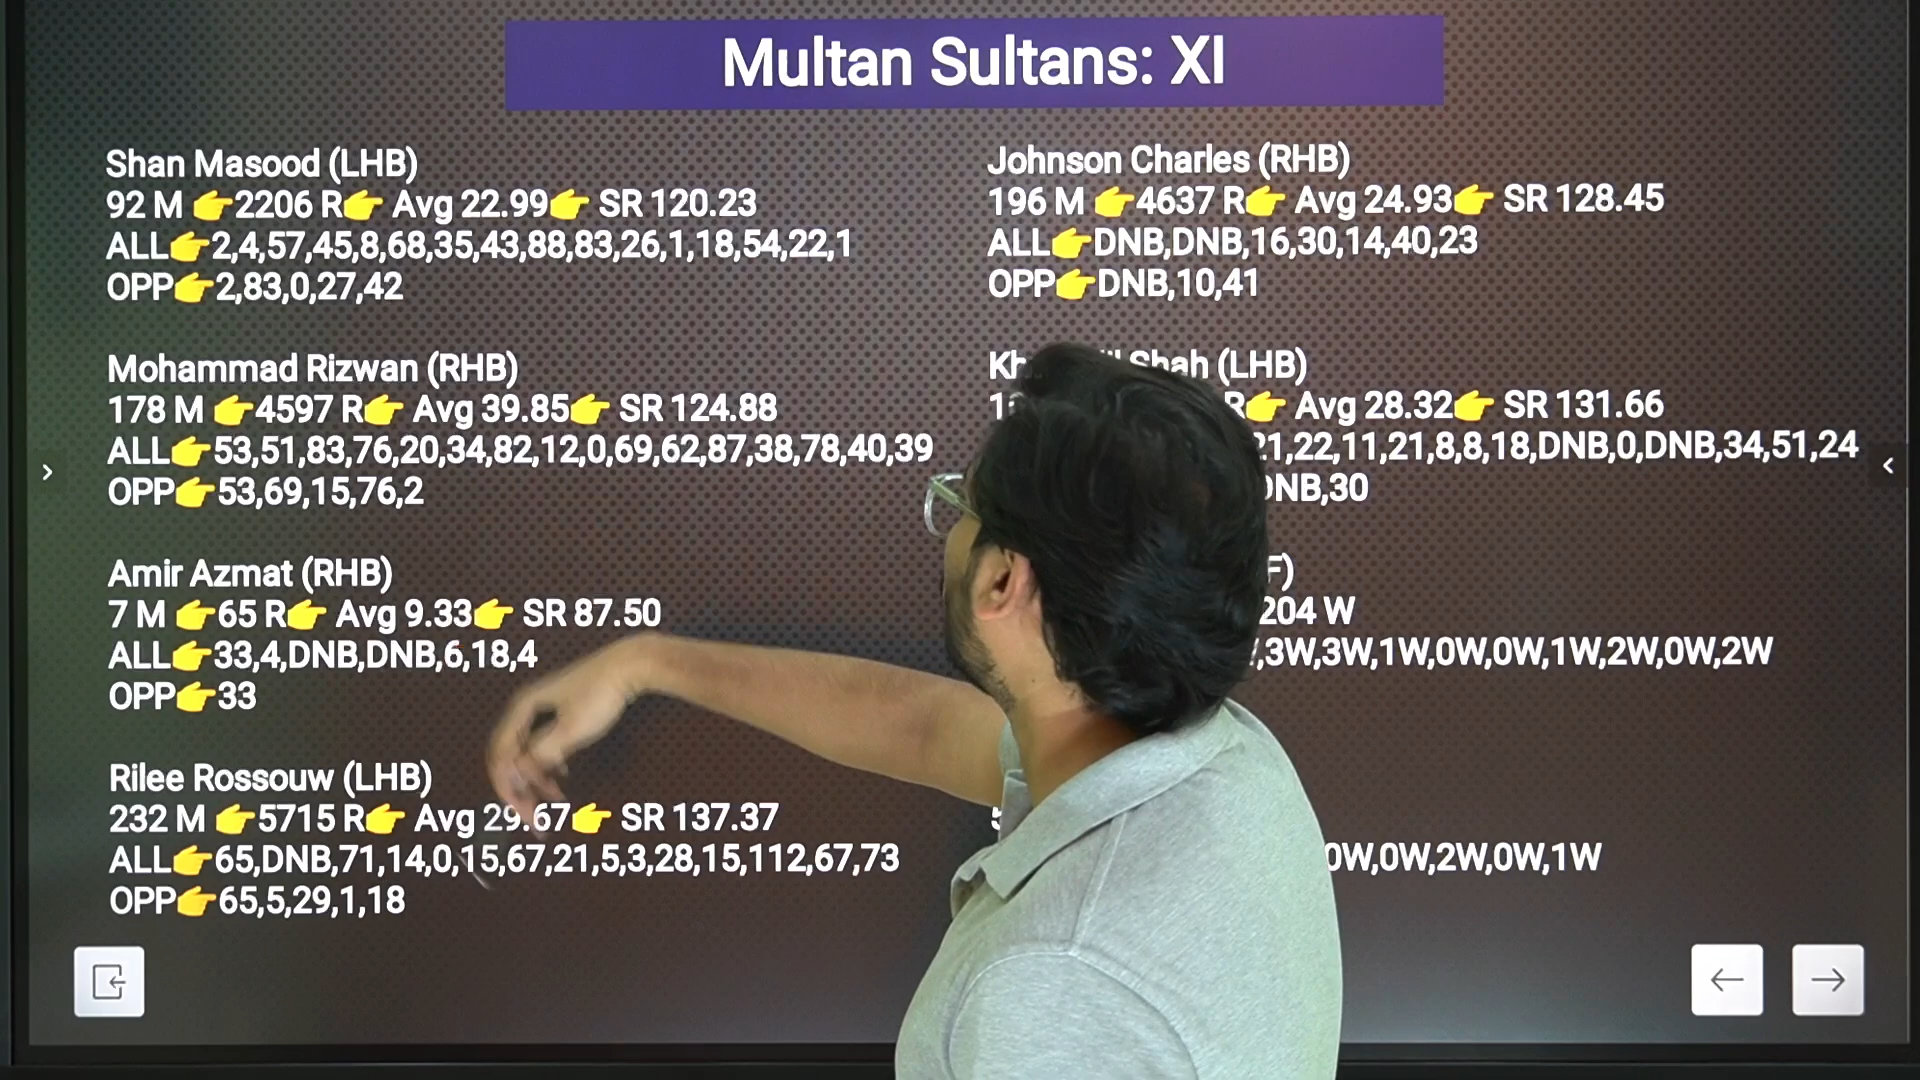 Multan Sultans: XI
Shan Masood (LHB)
92 M 👉2206 R👉 Avg 22.99👉 SR 120.23
ALL👉2,4,57,45,8,68,35,43,88,83,26,1,18,54,22,1
OPP👉2,83,0,27,42
Mohammad Rizwan (RHB)
178 M 👉4597 R👉 Avg 39.85👉 SR 124.88
ALL👉53,51,83,76,20,34,82,12,0,69,62,87,38,78,40,39
OPP👉53,69,15,76,2
Amir Azmat (RHB)
7 M 👉65 R👉 Avg 9.33👉 SR 87.50
ALL👉33,4,DNB,DNB,6,18,4
OPP👉33
Rilee Rossouw (LHB)
232 M 👉5715 R👉 Avg 29.67👉 SR 137.37
ALL👉65,DNB,71,14,0,15,67,21,5,3,28,15,112,67,73
OPP👉65,5,29,1,18
Johnson Charles (RHB)
196 M 👉4637 R👉 Avg 24.93👉 SR 128.45
ALL👉DNB,DNB,16,30,14,40,23
OPP👉DNB,10,41
Shah (LHB)
R👉 Avg 28.32👉 SR 131.66
21,22,11,21,8,8,18,DNB,0,DNB,34,51,24
DNB,30
204 W
,3W,3W,1W,0W,0W,1W,2W,0W,2W
0W,0W,2W,0W,1W